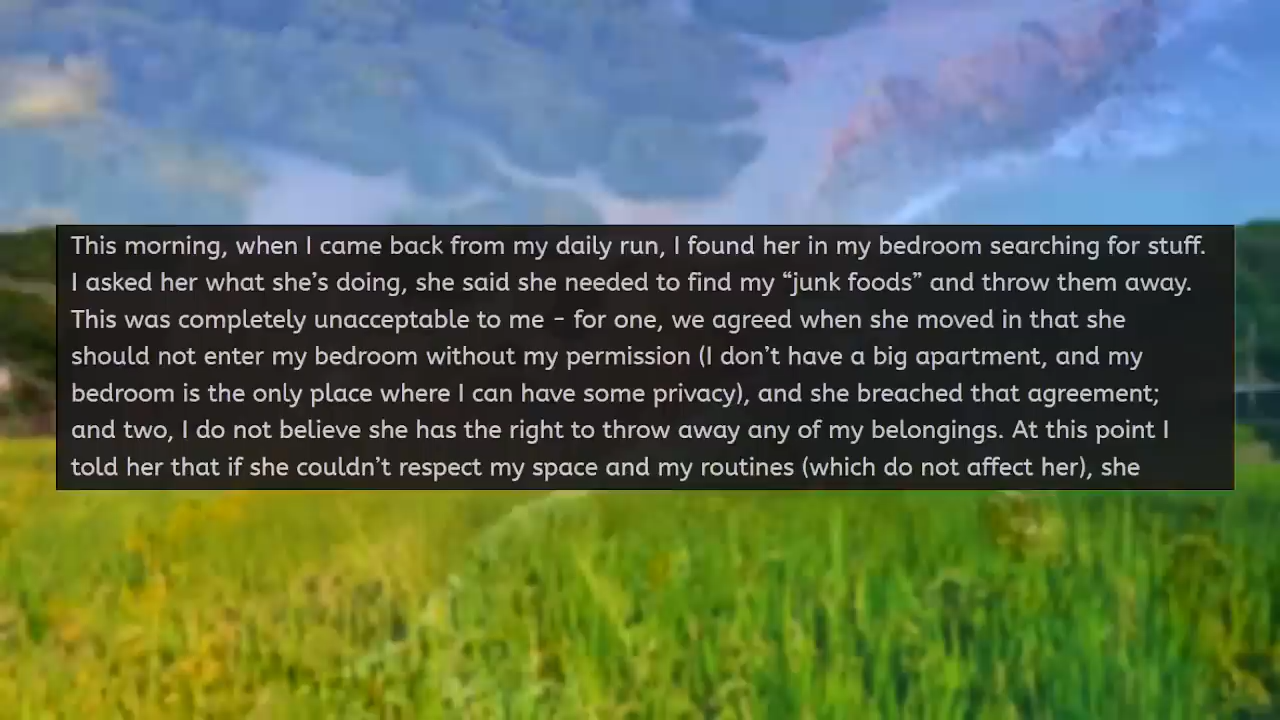 This morning, when I came back from my daily run, I found her in my bedroom searching for stuff.
I asked her what she’s doing, she said she needed to find my “junk foods” and throw them away.
This was completely unacceptable to me - for one, we agreed when she moved in that she
should not enter my bedroom without my permission (I don’t have a big apartment, and my
bedroom is the only place where I can have some privacy), and she breached that agreement;
and two, I do not believe she has the right to throw away any of my belongings. At this point I
told her that if she couldn’t respect my space and my routines (which do not affect her), she